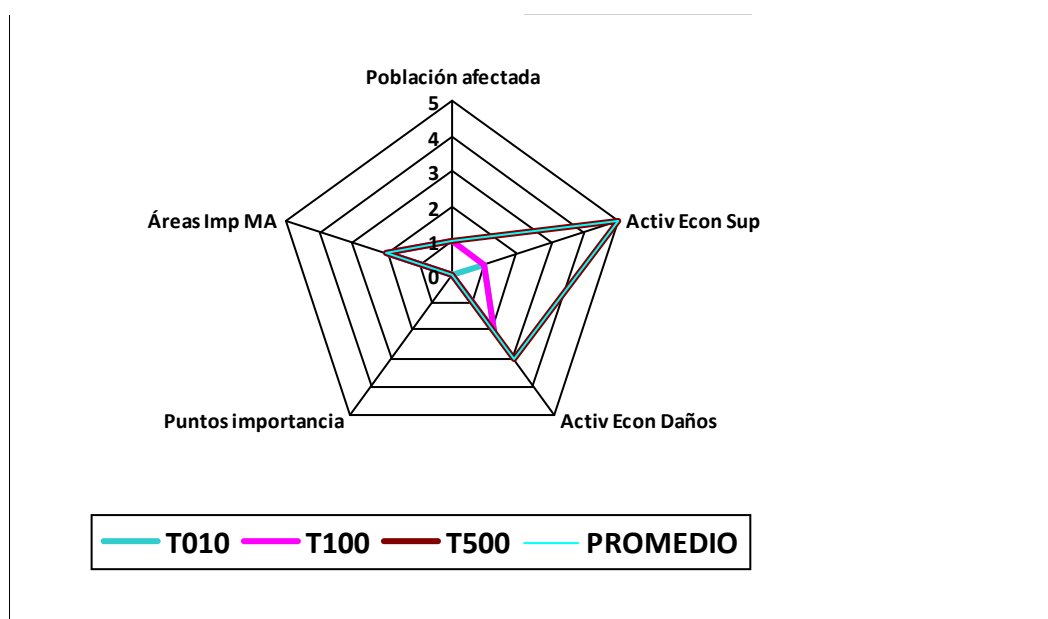 Población afectada
5
4
3
2
1
0
Áreas Imp MA
Activ Econ Sup
Puntos importancia
Activ Econ Daños
T010 T100 T500 PROMEDIO